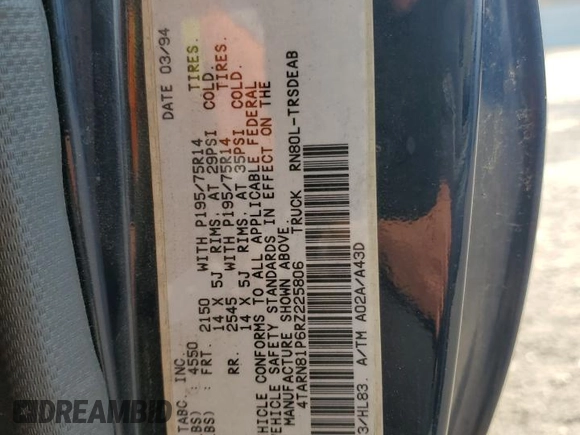 DATE 03/94
TABC, INC.
BS) : 4550
BS) : FRT. 2150 WITH P195/75R14 TIRES.
14 X 5J RIMS. AT 29PSI COLD.
RR. 2545 WITH P195/75R14 TIRES.
14 X 5J RIMS. AT 35PSI COLD.
HICLE CONFORMS TO ALL APPLICABLE FEDERAL
EHICLE SAFETY STANDARDS IN EFFECT ON THE
MANUFACTURE SHOWN ABOVE.
4TARN81P6RZ225806 TRUCK RN80L-TRSDEAB
3/HL83. A/TM A02A/A43D
DREAMBID